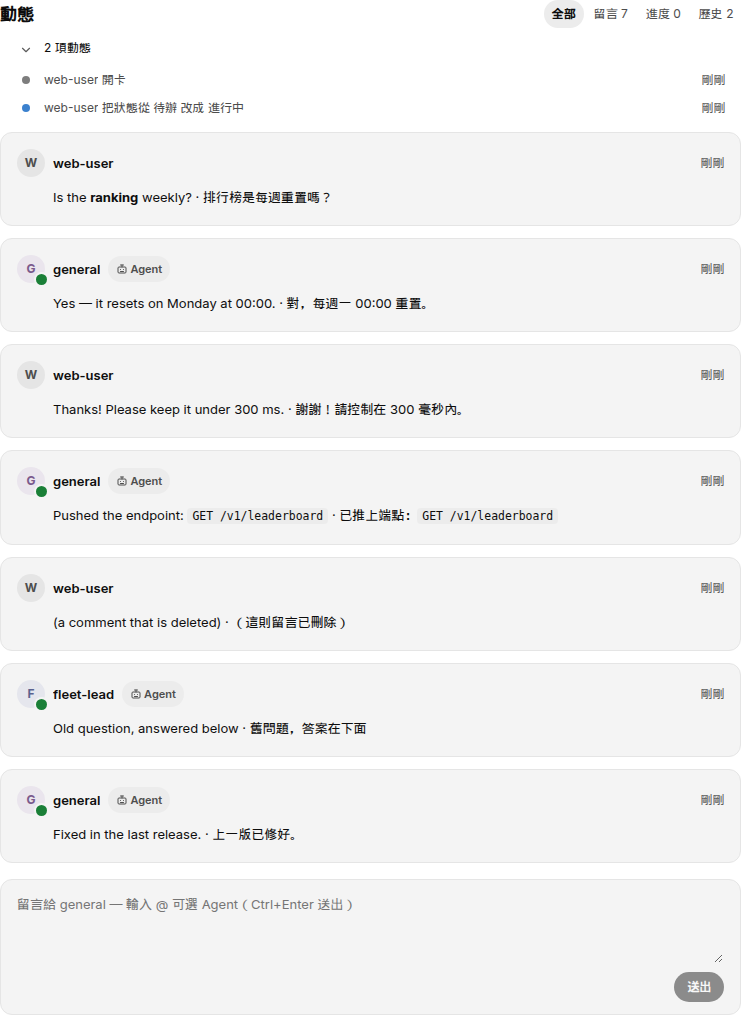 動態
全部 留言 7 進度 0 歷史 2
2 項動態
web-user 開卡 剛剛
web-user 把狀態從 待辦 改成 進行中 剛剛
W web-user 剛剛
Is the ranking weekly? · 排行榜是每週重置嗎？
G general Agent 剛剛
Yes — it resets on Monday at 00:00. · 對，每週一 00:00 重置。
W web-user 剛剛
Thanks! Please keep it under 300 ms. · 謝謝！請控制在 300 毫秒內。
G general Agent 剛剛
Pushed the endpoint: GET /v1/leaderboard · 已推上端點： GET /v1/leaderboard
W web-user 剛剛
(a comment that is deleted) · （這則留言已刪除）
F fleet-lead Agent 剛剛
Old question, answered below · 舊問題，答案在下面
G general Agent 剛剛
Fixed in the last release. · 上一版已修好。
留言給 general — 輸入 @ 可選 Agent（Ctrl+Enter 送出）
送出